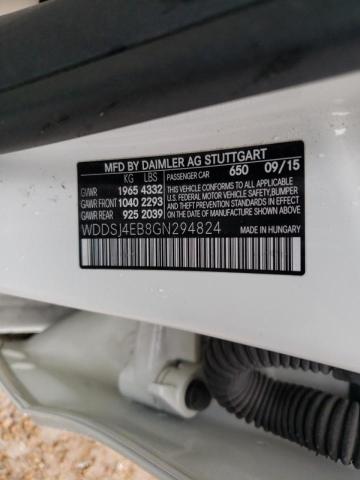 MFD BY DAIMLER AG STUTTGART
KG LBS PASSENGER CAR 650 09/15
GVWR 1965 4332
GAWR FRONT 1040 2293
GAWR REAR 925 2039
THIS VEHICLE CONFORMS TO ALL APPLICABLE
U.S. FEDERAL MOTOR VEHICLE SAFETY, BUMPER
AND THEFT PREVENTION STANDARDS IN EFFECT
ON THE DATE OF MANUFACTURE SHOWN ABOVE.
WDDSJ4EB8GN294824 MADE IN HUNGARY